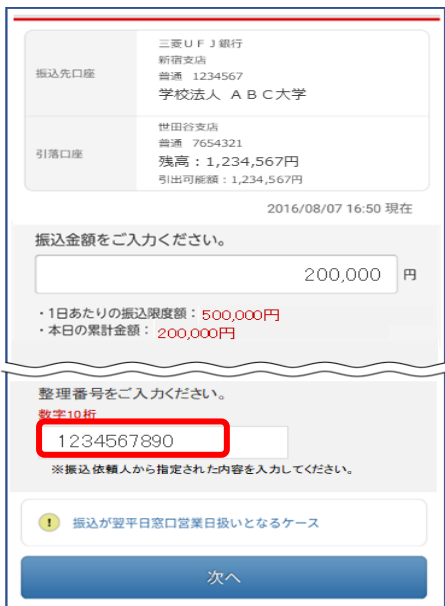 三菱ＵＦＪ銀行
新宿支店
振込先口座
普通 1234567
学校法人 ＡＢＣ大学
世田谷支店
普通 7654321
引落口座
残高：1,234,567円
引出可能額：1,234,567円
2016/08/07 16:50 現在
振込金額をご入力ください。
200,000 円
・1日あたりの振込限度額：500,000円
・本日の累計金額：200,000円
整理番号をご入力ください。
数字10桁
1234567890
※振込依頼人から指定された内容を入力してください。
! 振込が翌平日窓口営業日扱いとなるケース
次へ